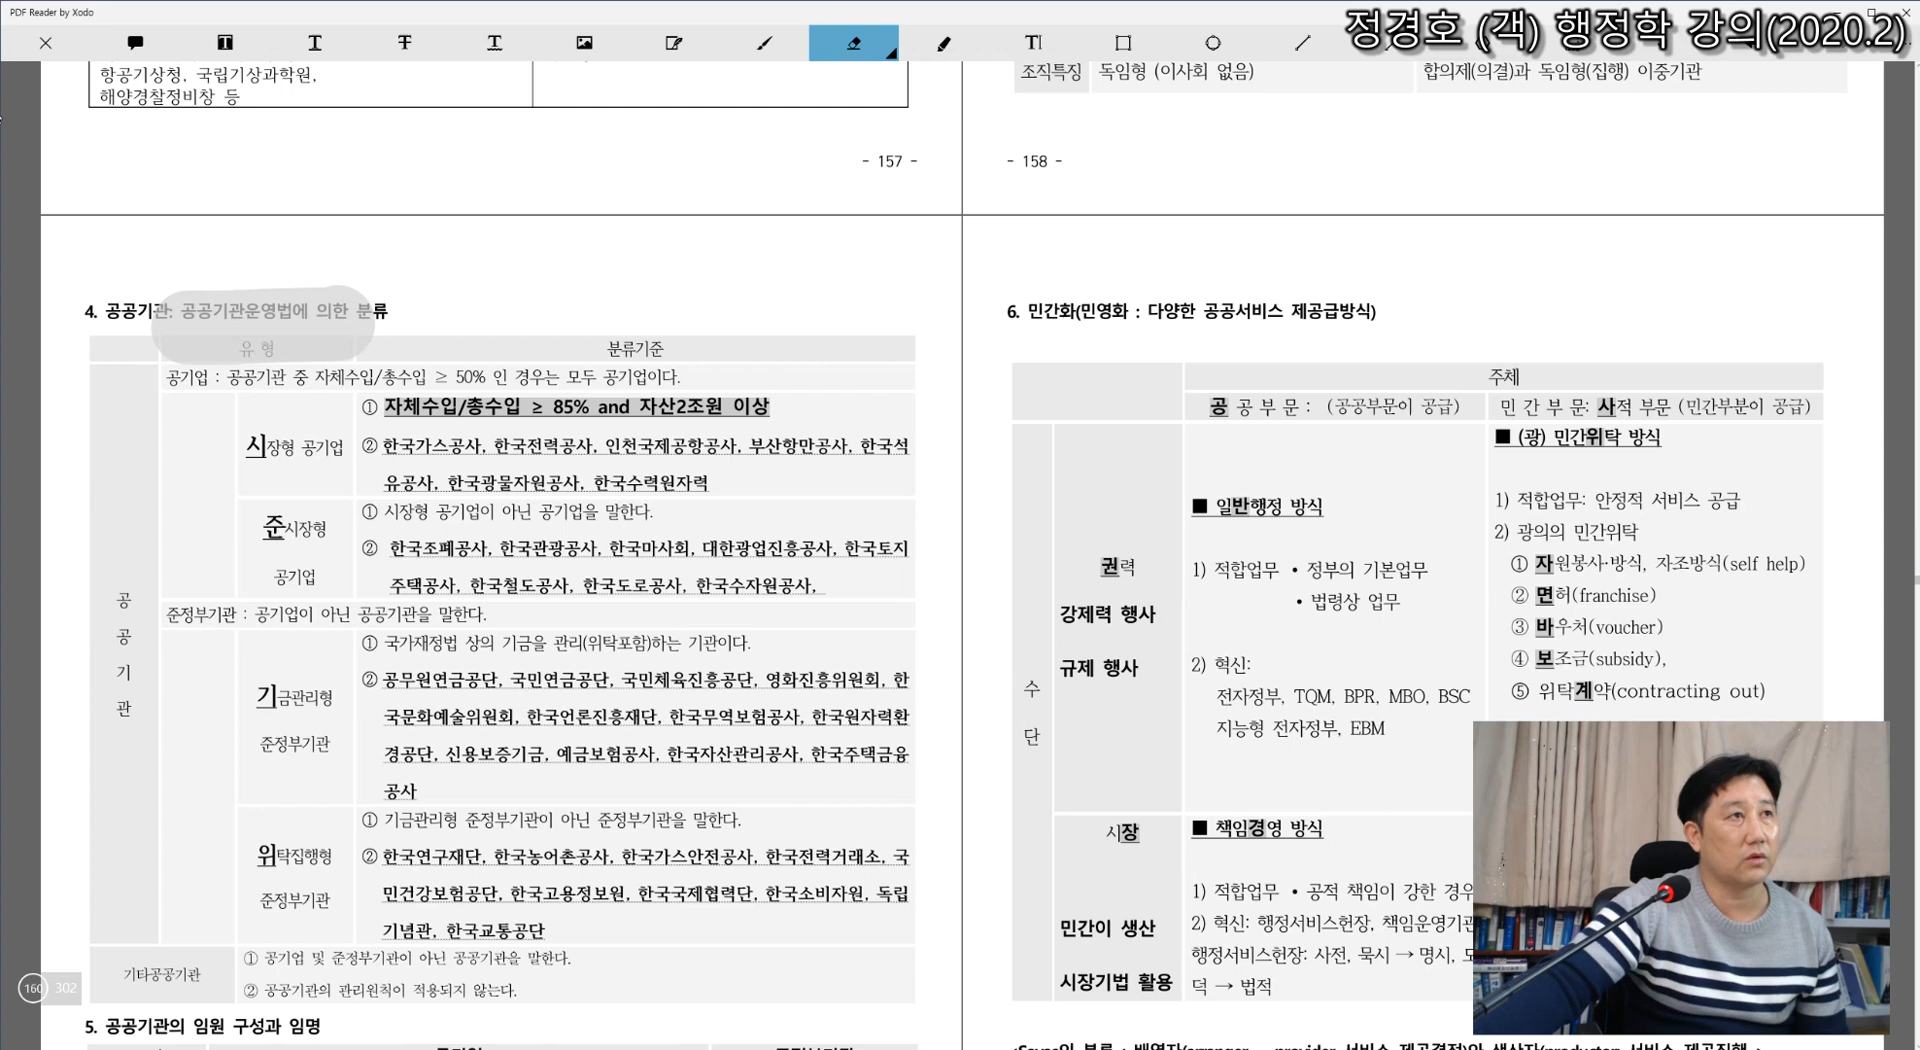 PDF Reader by Xodo
정경호 (객) 행정학 강의(2020.2)
항공기상청, 국립기상과학원,
해양경찰정비창 등
- 157 -
조직특징 독임형 (이사회 없음) 합의제(의결)과 독임형(집행) 이중기관
- 158 -
4. 공공기관: 공공기관운영법에 의한 분류
유 형 분류기준
공기업 : 공공기관 중 자체수입/총수입 ≥ 50% 인 경우는 모두 공기업이다.
시장형 공기업
① 자체수입/총수입 ≥ 85% and 자산2조원 이상
② 한국가스공사, 한국전력공사, 인천국제공항공사, 부산항만공사, 한국석
유공사, 한국광물자원공사, 한국수력원자력
준시장형
공기업
① 시장형 공기업이 아닌 공기업을 말한다.
② 한국조폐공사, 한국관광공사, 한국마사회, 대한광업진흥공사, 한국토지
주택공사, 한국철도공사, 한국도로공사, 한국수자원공사,
공
공
기
관
준정부기관 : 공기업이 아닌 공공기관을 말한다.
기금관리형
준정부기관
① 국가재정법 상의 기금을 관리(위탁포함)하는 기관이다.
② 공무원연금공단, 국민연금공단, 국민체육진흥공단, 영화진흥위원회, 한
국문화예술위원회, 한국언론진흥재단, 한국무역보험공사, 한국원자력환
경공단, 신용보증기금, 예금보험공사, 한국자산관리공사, 한국주택금융
공사
위탁집행형
준정부기관
① 기금관리형 준정부기관이 아닌 준정부기관을 말한다.
② 한국연구재단, 한국농어촌공사, 한국가스안전공사, 한국전력거래소, 국
민건강보험공단, 한국고용정보원, 한국국제협력단, 한국소비자원, 독립
기념관, 한국교통공단
기타공공기관
① 공기업 및 준정부기관이 아닌 공공기관을 말한다.
② 공공기관의 관리원칙이 적용되지 않는다.
160 302
5. 공공기관의 임원 구성과 임명
6. 민간화(민영화 : 다양한 공공서비스 제공급방식)
주체
공 공 부 문 : (공공부문이 공급) 민 간 부 문: 사적 부문 (민간부분이 공급)
수
단
권력
강제력 행사
규제 행사
■ 일반행정 방식
1) 적합업무 • 정부의 기본업무
• 법령상 업무
2) 혁신:
전자정부, TQM, BPR, MBO, BSC
지능형 전자정부, EBM
■ (광) 민간위탁 방식
1) 적합업무: 안정적 서비스 공급
2) 광의의 민간위탁
① 자원봉사·방식, 자조방식(self help)
② 면허(franchise)
③ 바우처(voucher)
④ 보조금(subsidy),
⑤ 위탁계약(contracting out)
시장
민간이 생산
시장기법 활용
■ 책임경영 방식
1) 적합업무 • 공적 책임이 강한 경우
2) 혁신: 행정서비스헌장, 책임운영기관
행정서비스헌장: 사전, 묵시 → 명시, 도
덕 → 법적